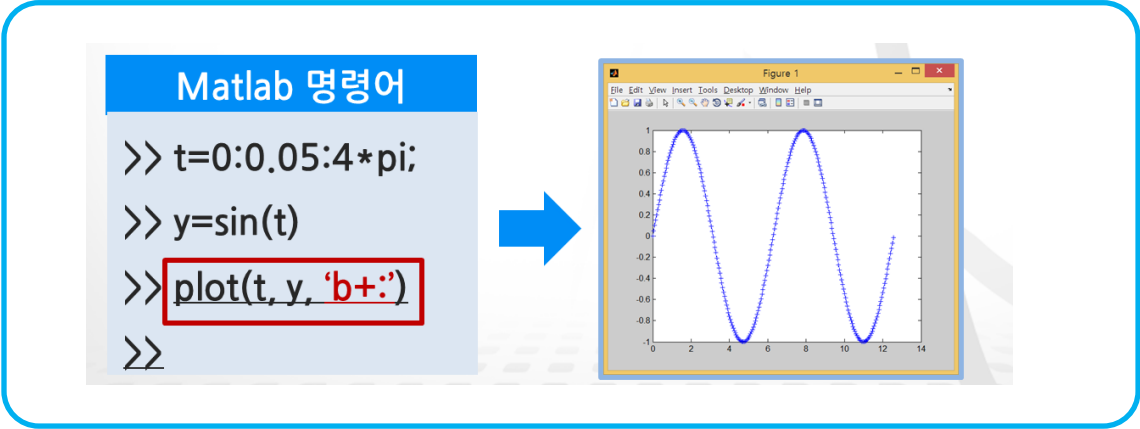 Matlab 명령어
>> t=0:0.05:4*pi;
>> y=sin(t)
>> plot(t, y, ‘b+:’)
>>
Figure 1
File Edit View Insert Tools Desktop Window Help
1
0.8
0.6
0.4
0.2
0
-0.2
-0.4
-0.6
-0.8
-1
0 2 4 6 8 10 12 14